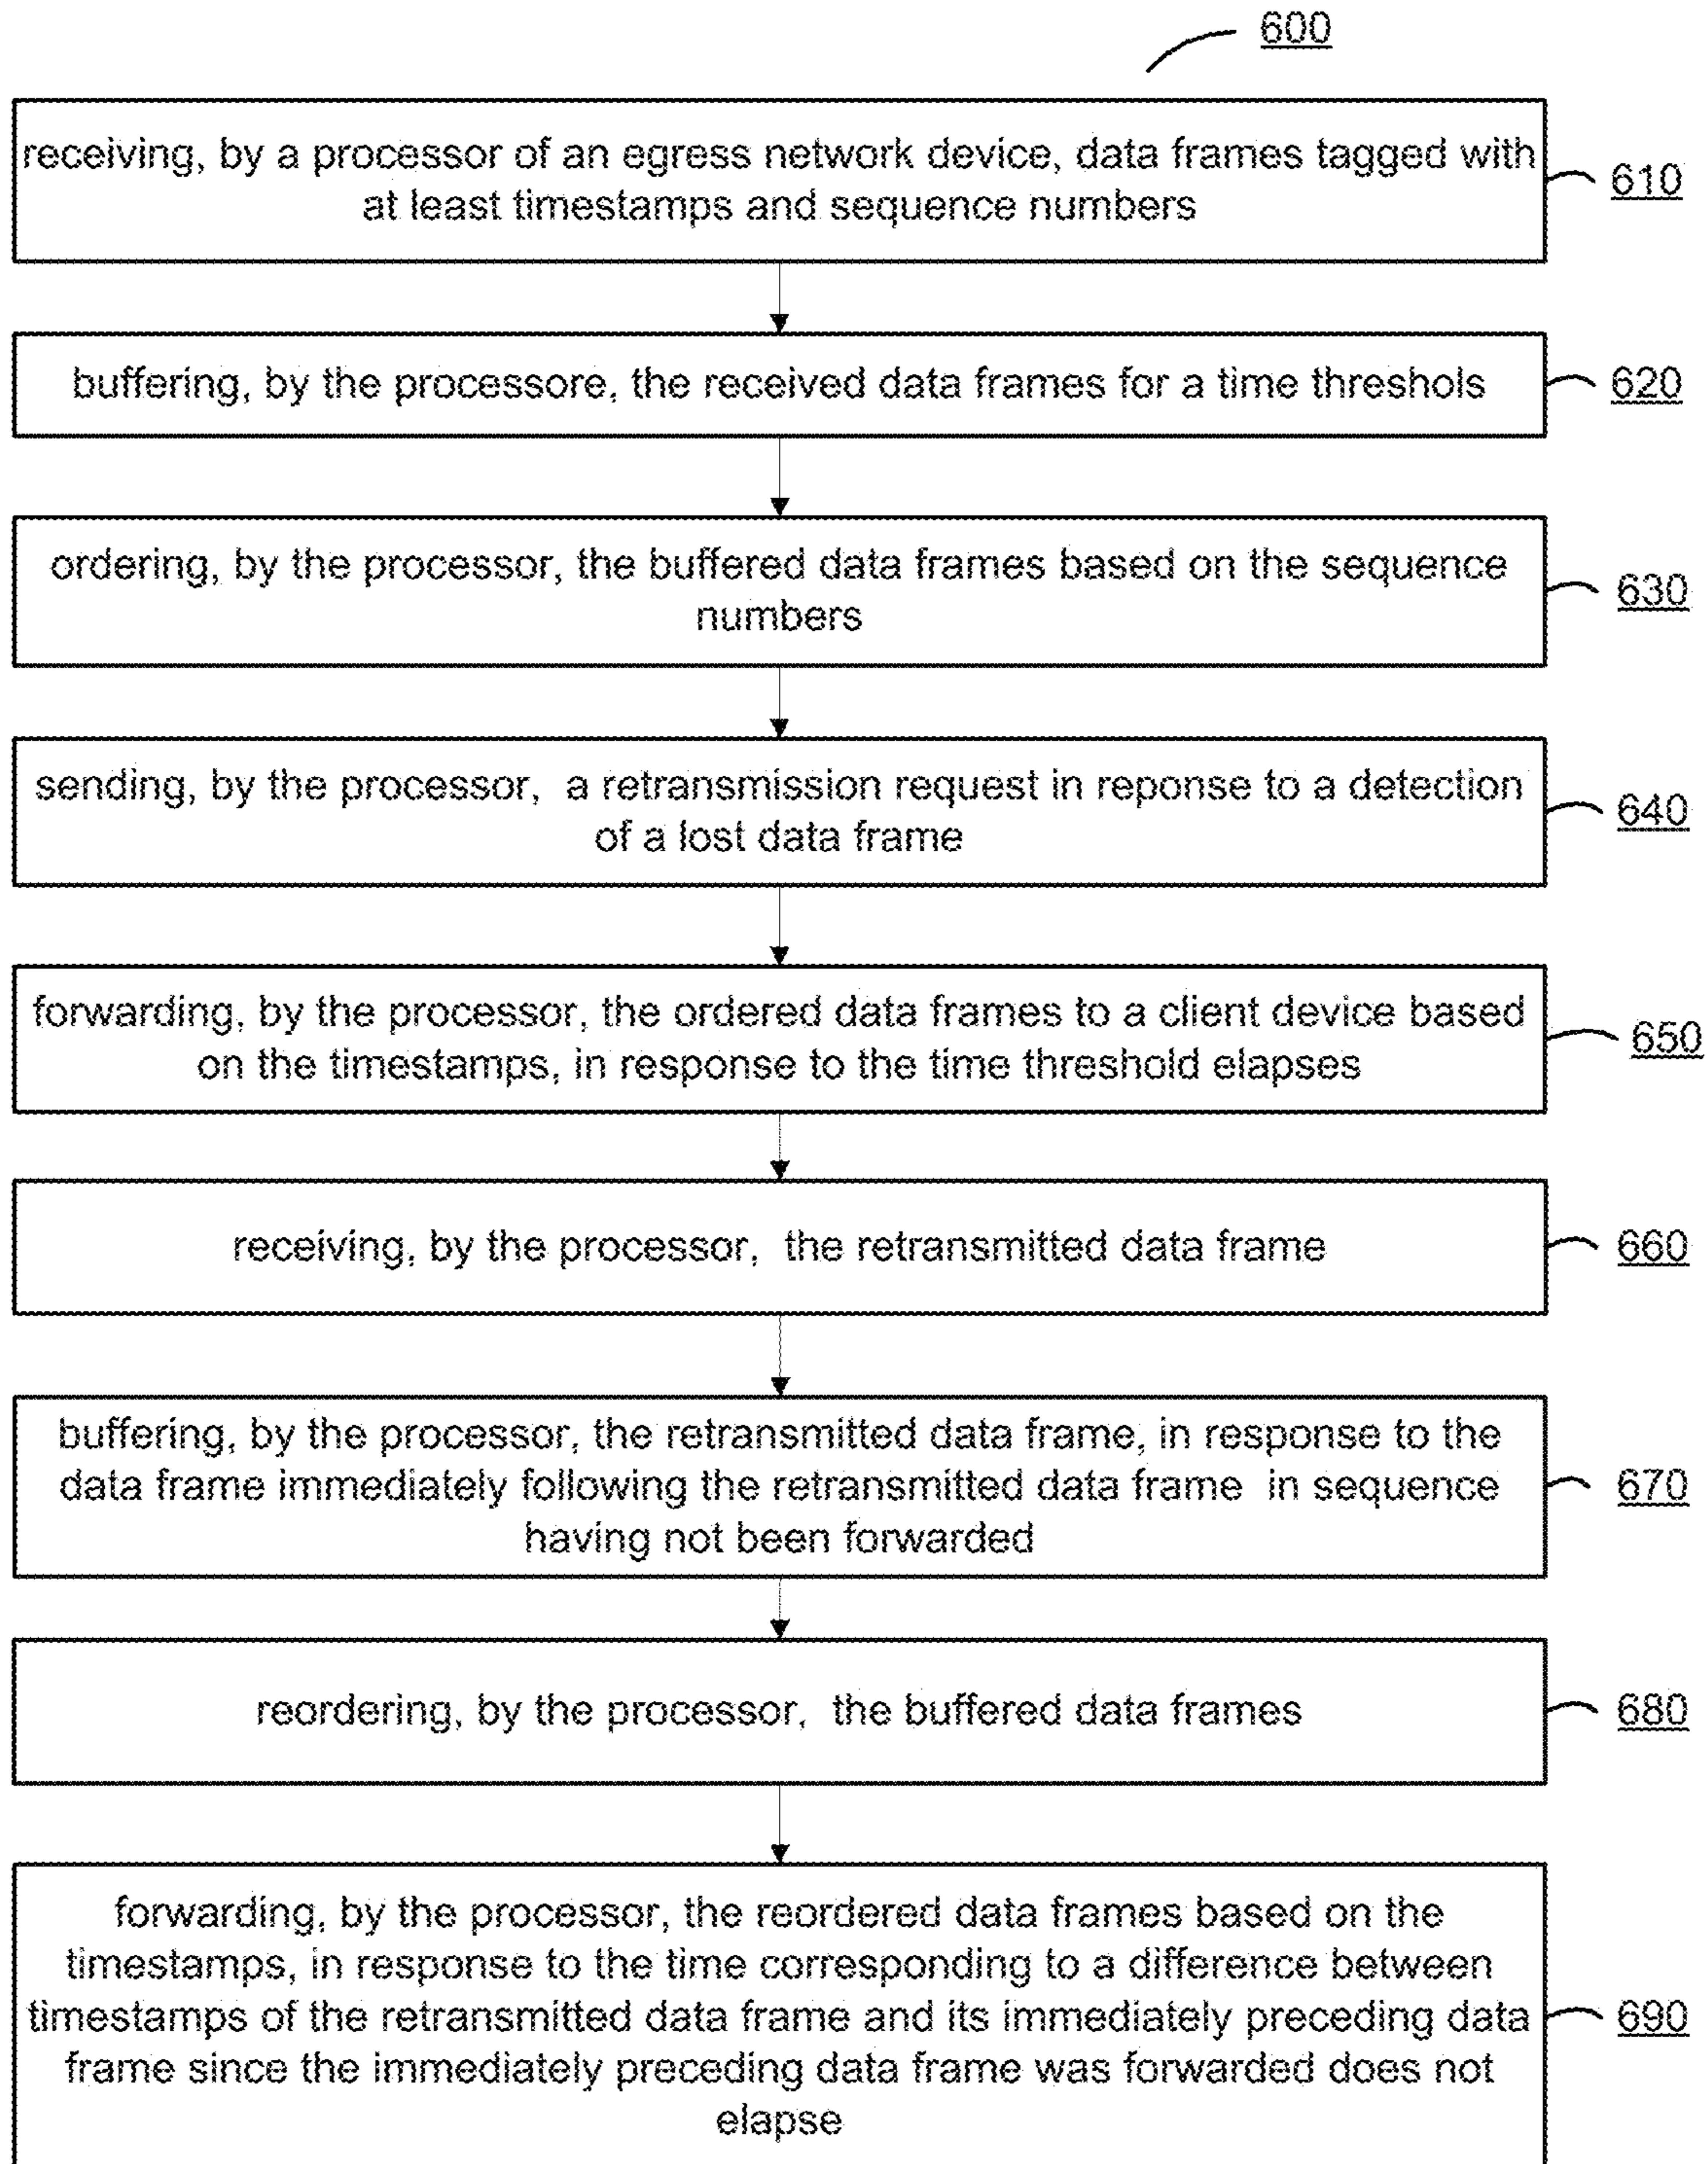 600
receiving, by a processor of an egress network device, data frames tagged with
at least timestamps and sequence numbers
610
buffering, by the processore, the received data frames for a time threshols
620
ordering, by the processor, the buffered data frames based on the sequence
numbers
630
sending, by the processor, a retransmission request in reponse to a detection
of a lost data frame
640
forwarding, by the processor, the ordered data frames to a client device based
on the timestamps, in response to the time threshold elapses
650
receiving, by the processor, the retransmitted data frame
660
buffering, by the processor, the retransmitted data frame, in response to the
data frame immediately following the retransmitted data frame in sequence
having not been forwarded
670
reordering, by the processor, the buffered data frames
680
forwarding, by the processor, the reordered data frames based on the
timestamps, in response to the time corresponding to a difference between
timestamps of the retransmitted data frame and its immediately preceding data
frame since the immediately preceding data frame was forwarded does not
elapse
690